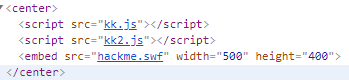 ▼<center>
<script src="kk.js"></script>
<script src="kk2.js"></script>
<embed src="hackme.swf" width="500" height="400">
</center>